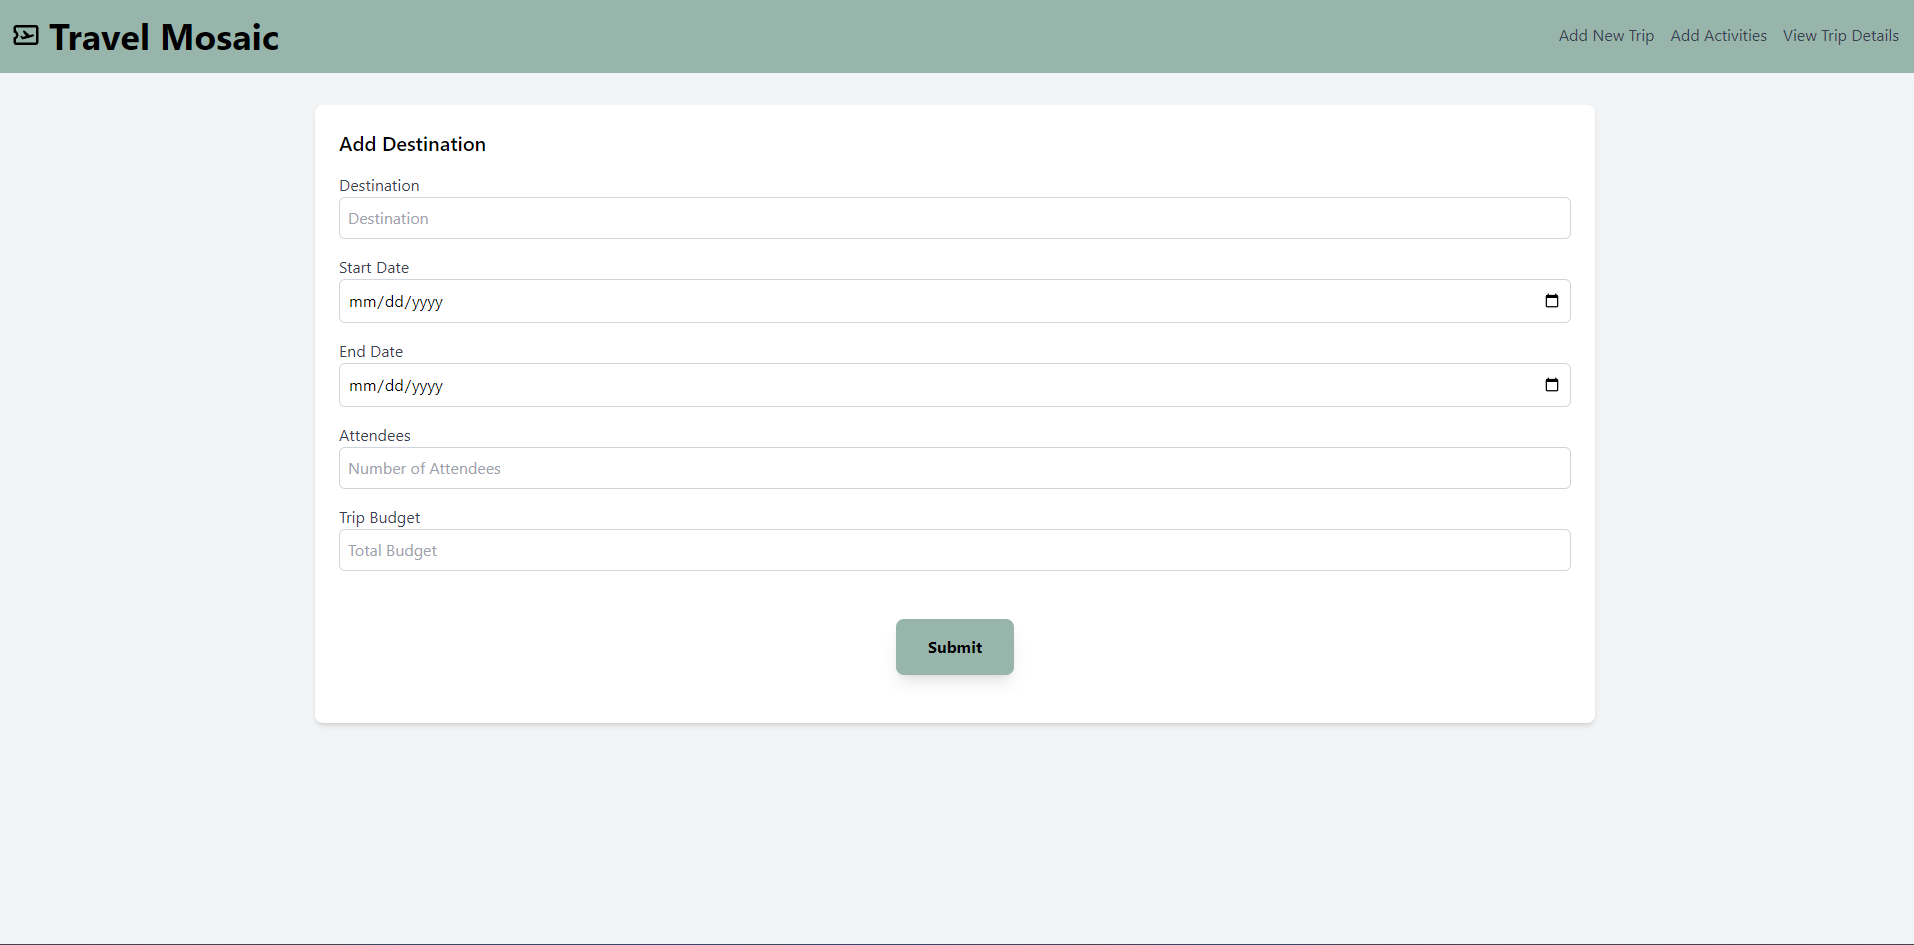 Travel Mosaic
Add New Trip Add Activities View Trip Details
Add Destination
Destination
Destination
Start Date
mm/dd/yyyy
End Date
mm/dd/yyyy
Attendees
Number of Attendees
Trip Budget
Total Budget
Submit